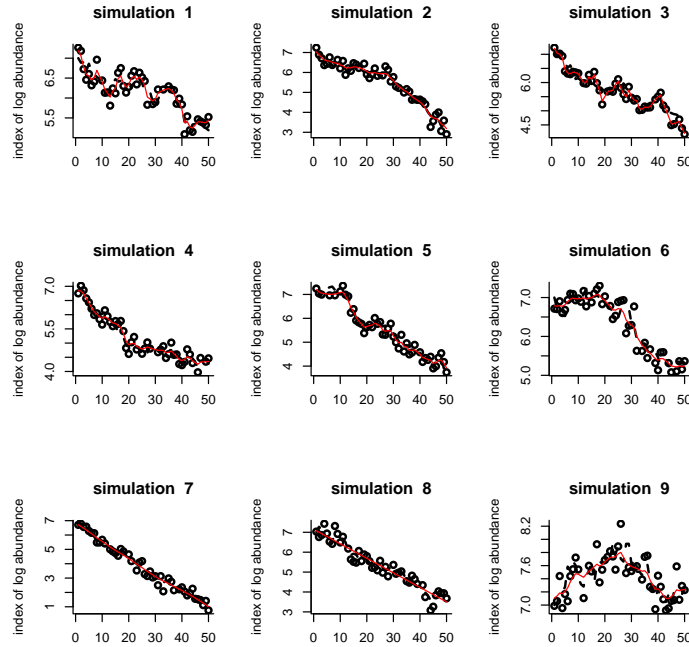 simulation 1
index of log abundance
5.5 6.5
0 10 20 30 40 50
simulation 2
index of log abundance
3 4 5 6 7
0 10 20 30 40 50
simulation 3
index of log abundance
4.5 6.0
0 10 20 30 40 50
simulation 4
index of log abundance
4.0 5.5 7.0
0 10 20 30 40 50
simulation 5
index of log abundance
4 5 6 7
0 10 20 30 40 50
simulation 6
index of log abundance
5.0 6.0 7.0
0 10 20 30 40 50
simulation 7
index of log abundance
1 3 4 5 7
0 10 20 30 40 50
simulation 8
index of log abundance
3 4 5 6 7
0 10 20 30 40 50
simulation 9
index of log abundance
7.0 7.6 8.2
0 10 20 30 40 50